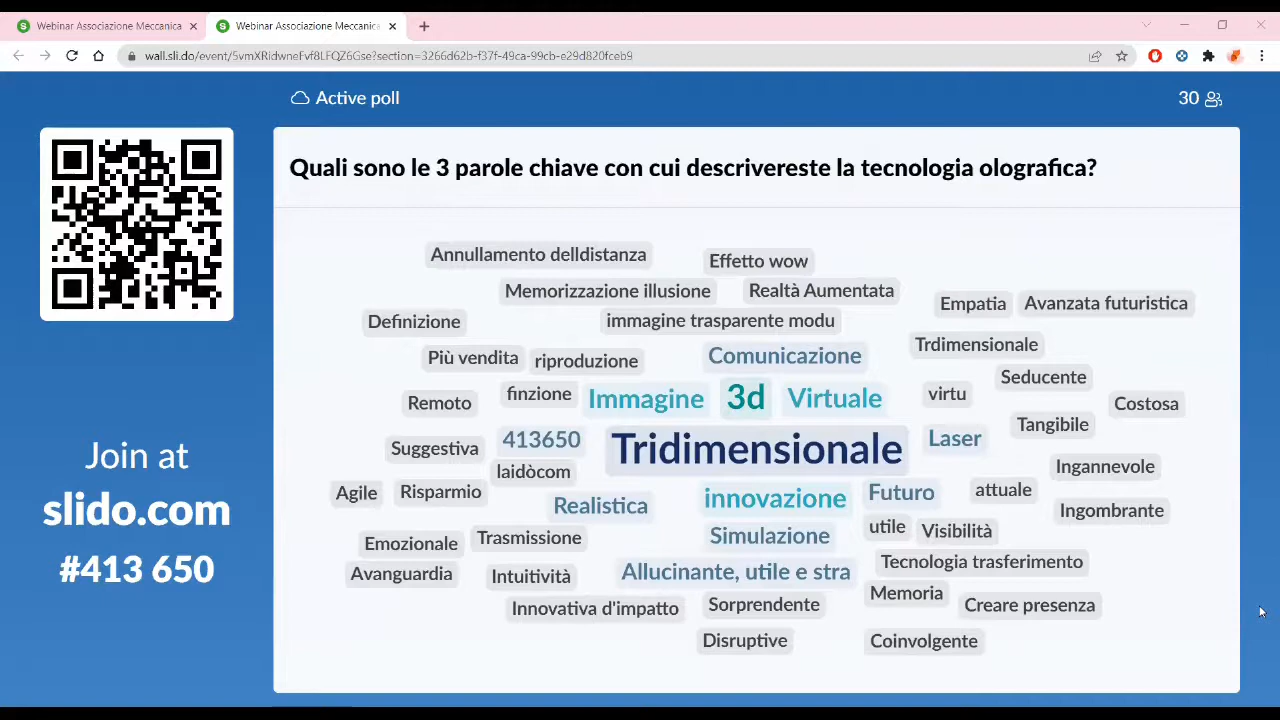 Webinar Associazione Meccanica
Webinar Associazione Meccanica
wall.sli.do/event/5vmXRidwneFvf8LFQZ6Gse?section=3266d62b-f37f-49ca-99cb-e29d820fceb9
Active poll
30
Quali sono le 3 parole chiave con cui descrivereste la tecnologia olografica?
Annullamento delldistanza
Effetto wow
Memorizzazione illusione
Realtà Aumentata
Empatia
Avanzata futuristica
Definizione
immagine trasparente modu
Trdimensionale
Più vendita
riproduzione
Comunicazione
Seducente
Remoto
finzione
Immagine
3d
Virtuale
virtu
Costosa
Tangibile
Suggestiva
413650
Tridimensionale
Laser
laidòcom
Ingannevole
Agile
Risparmio
Realistica
innovazione
Futuro
attuale
Ingombrante
Emozionale
Trasmissione
Simulazione
utile
Visibilità
Avanguardia
Intuitività
Allucinante, utile e stra
Tecnologia trasferimento
Innovativa d'impatto
Sorprendente
Memoria
Creare presenza
Disruptive
Coinvolgente
Join at
slido.com
#413 650